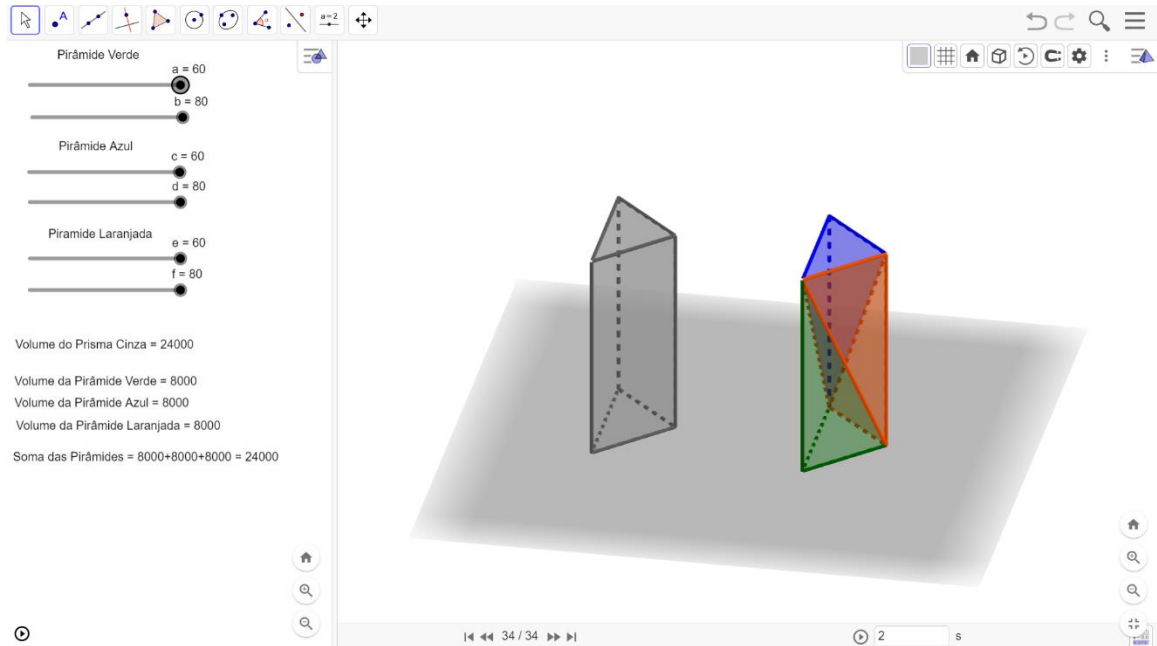 A
a=2
Pirâmide Verde
a = 60
b = 80
Pirâmide Azul
c = 60
d = 80
Piramide Laranjada
e = 60
f = 80
Volume do Prisma Cinza = 24000
Volume da Pirâmide Verde = 8000
Volume da Pirâmide Azul = 8000
Volume da Pirâmide Laranjada = 8000
Soma das Pirâmides = 8000+8000+8000 = 24000
34 / 34
2 s